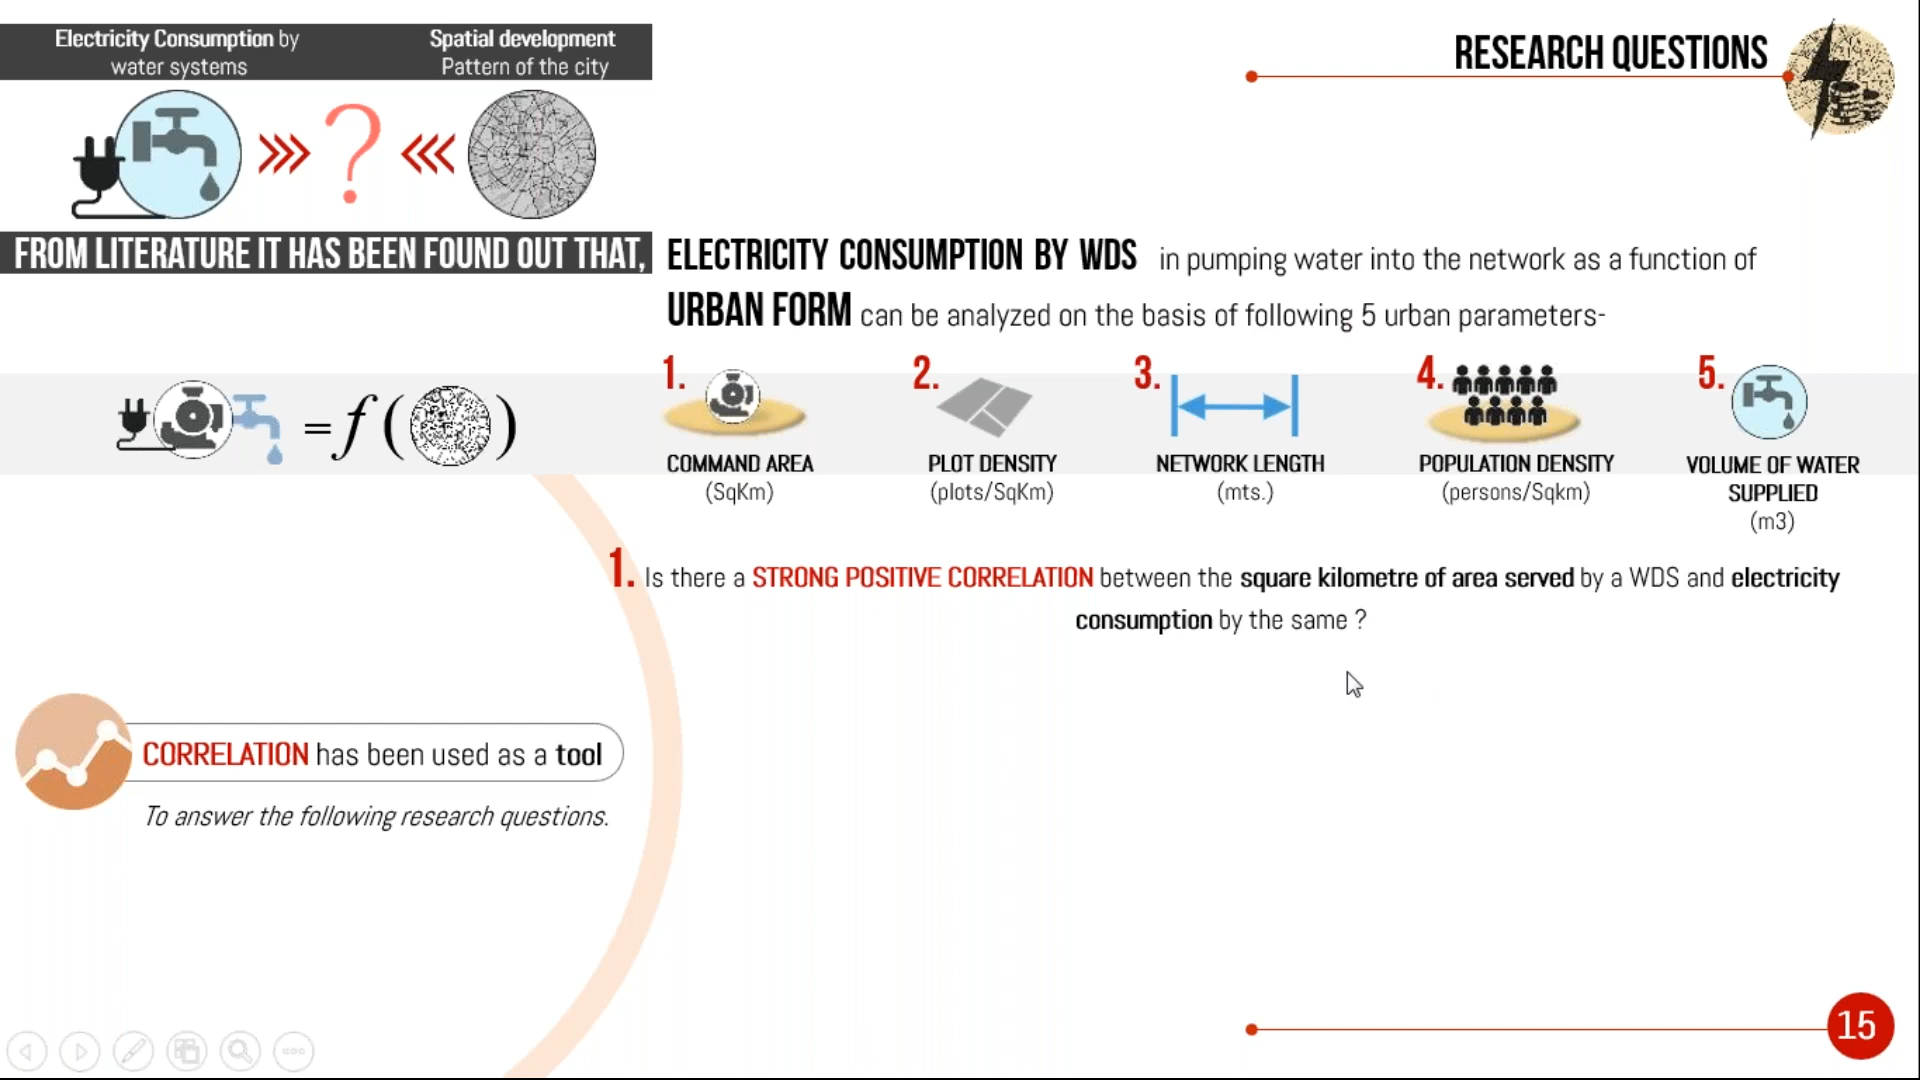 Electricity Consumption by
water systems
Spatial development
Pattern of the city
RESEARCH QUESTIONS
?
FROM LITERATURE IT HAS BEEN FOUND OUT THAT,
ELECTRICITY CONSUMPTION BY WDS in pumping water into the network as a function of
URBAN FORM can be analyzed on the basis of following 5 urban parameters-
= f ( )
1.
COMMAND AREA
(SqKm)
2.
PLOT DENSITY
(plots/SqKm)
3.
NETWORK LENGTH
(mts.)
4.
POPULATION DENSITY
(persons/Sqkm)
5.
VOLUME OF WATER
SUPPLIED
(m3)
1. Is there a STRONG POSITIVE CORRELATION between the square kilometre of area served by a WDS and electricity
consumption by the same ?
CORRELATION has been used as a tool
To answer the following research questions.
15